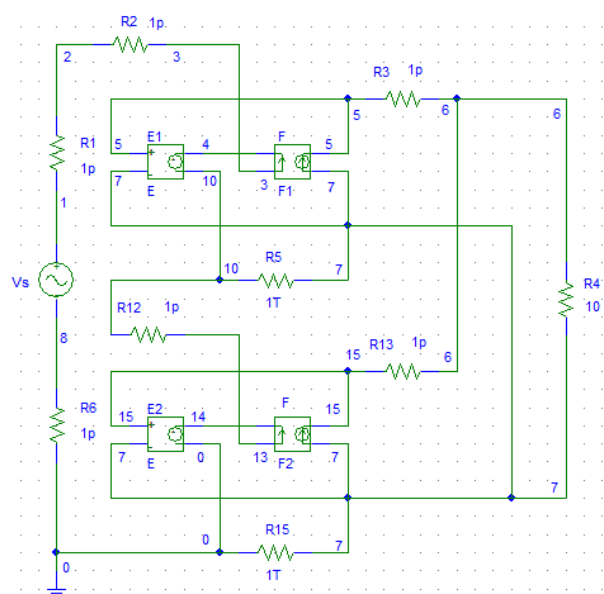 R2 1p
2 3
R3 1p
5 6 6
R1 1p
5 E1 4 F 5
7 10 3 7
E F1
1
Vs
10 R5 7
1T
R4
10
R12 1p
R13 1p
15 6
8
R6 1p
15 E2 14 F 15
7 0 13 7
E F2
7
0 R15 7
1T
0